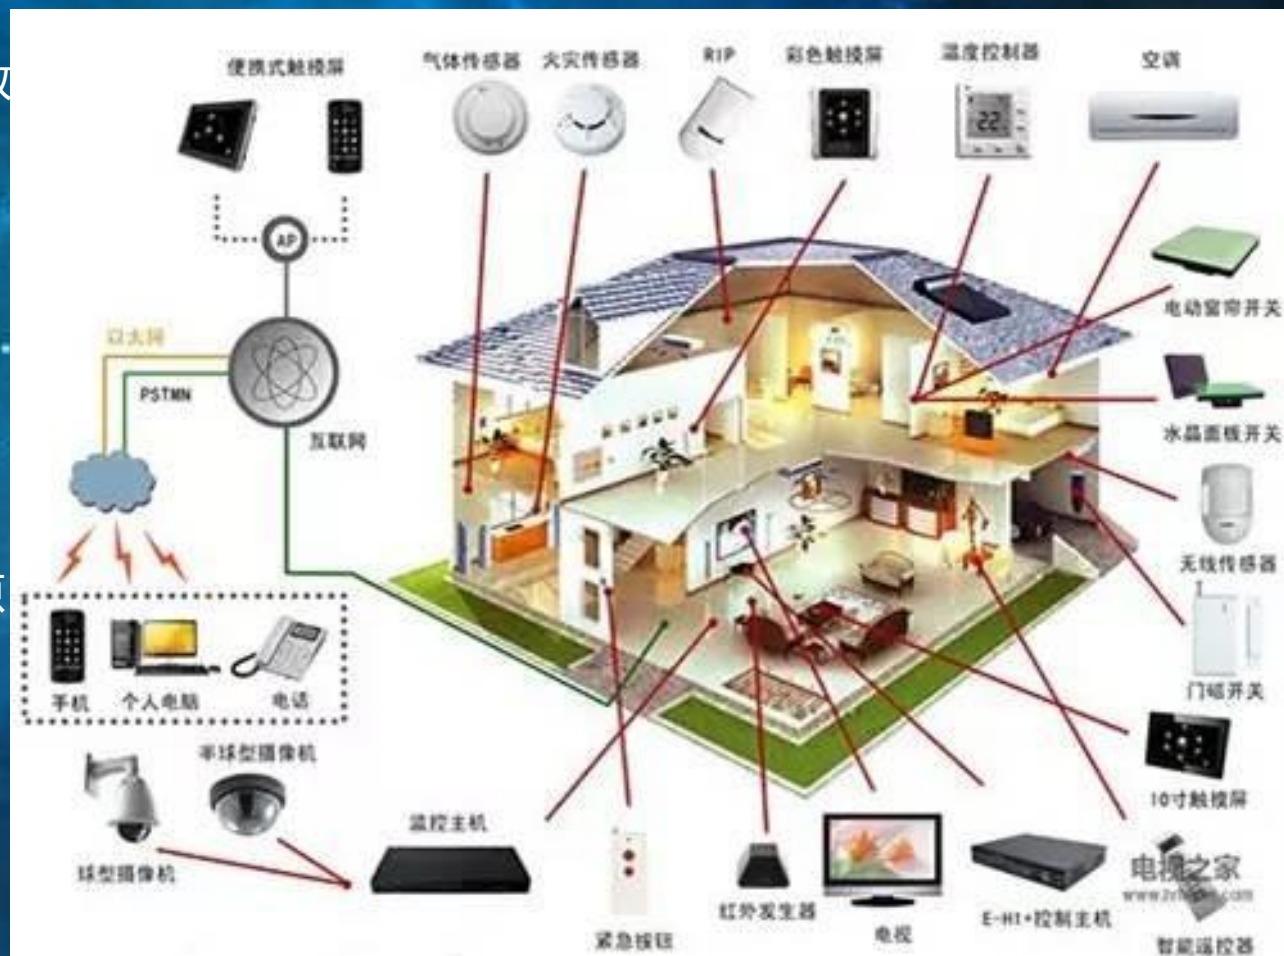 便携式触摸屏
气体传感器
火灾传感器
RIP
彩色触摸屏
温度控制器
空调
22
AP
电动窗帘开关
以太网
PSTMN
互联网
水晶面板开关
无线传感器
手机
个人电脑
电话
门磁开关
半球型摄像机
10寸触摸屏
监控主机
球型摄像机
电视之家
红外发生器
E-H1+控制主机
电视
紧急按钮
智能遥控器